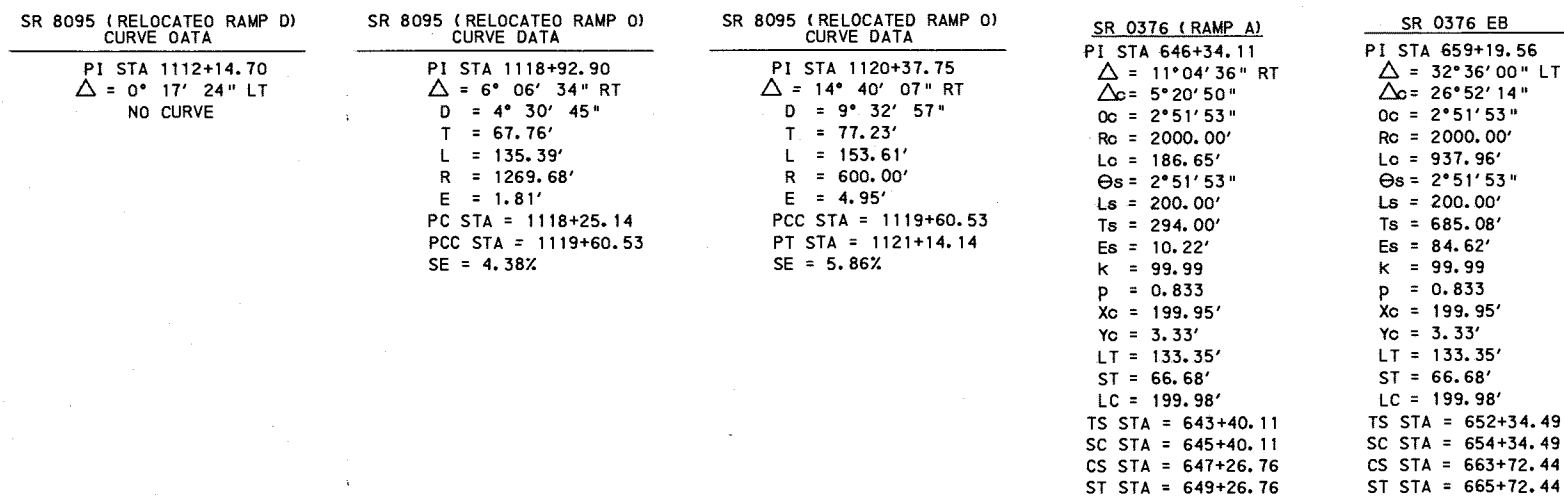 SR 8095 (RELOCATEO RAMP D)
CURVE OATA
PI STA 1112+14.70
△ = 0° 17' 24" LT
NO CURVE
SR 8095 (RELOCATEO RAMP O)
CURVE DATA
PI STA 1118+92.90
△ = 6° 06' 34" RT
D = 4° 30' 45"
T = 67.76'
L = 135.39'
R = 1269.68'
E = 1.81'
PC STA = 1118+25.14
PCC STA = 1119+60.53
SE = 4.38%
SR 8095 (RELOCATED RAMP O)
CURVE DATA
PI STA 1120+37.75
△ = 14° 40' 07" RT
D = 9° 32' 57"
T = 77.23'
L = 153.61'
R = 600.00'
E = 4.95'
PCC STA = 1119+60.53
PT STA = 1121+14.14
SE = 5.86%
SR 0376 (RAMP A)
PI STA 646+34.11
△ = 11°04'36" RT
△c= 5°20'50"
Oc = 2°51'53"
Rc = 2000.00'
Lc = 186.65'
Θs = 2°51'53"
Ls = 200.00'
Ts = 294.00'
Es = 10.22'
k = 99.99
p = 0.833
Xc = 199.95'
Yc = 3.33'
LT = 133.35'
ST = 66.68'
LC = 199.98'
TS STA = 643+40.11
SC STA = 645+40.11
CS STA = 647+26.76
ST STA = 649+26.76
SR 0376 EB
PI STA 659+19.56
△ = 32°36'00" LT
△c= 26°52'14"
Oc = 2°51'53"
Rc = 2000.00'
Lc = 937.96'
Θs = 2°51'53"
Ls = 200.00'
Ts = 685.08'
Es = 84.62'
k = 99.99
p = 0.833
Xc = 199.95'
Yc = 3.33'
LT = 133.35'
ST = 66.68'
LC = 199.98'
TS STA = 652+34.49
SC STA = 654+34.49
CS STA = 663+72.44
ST STA = 665+72.44